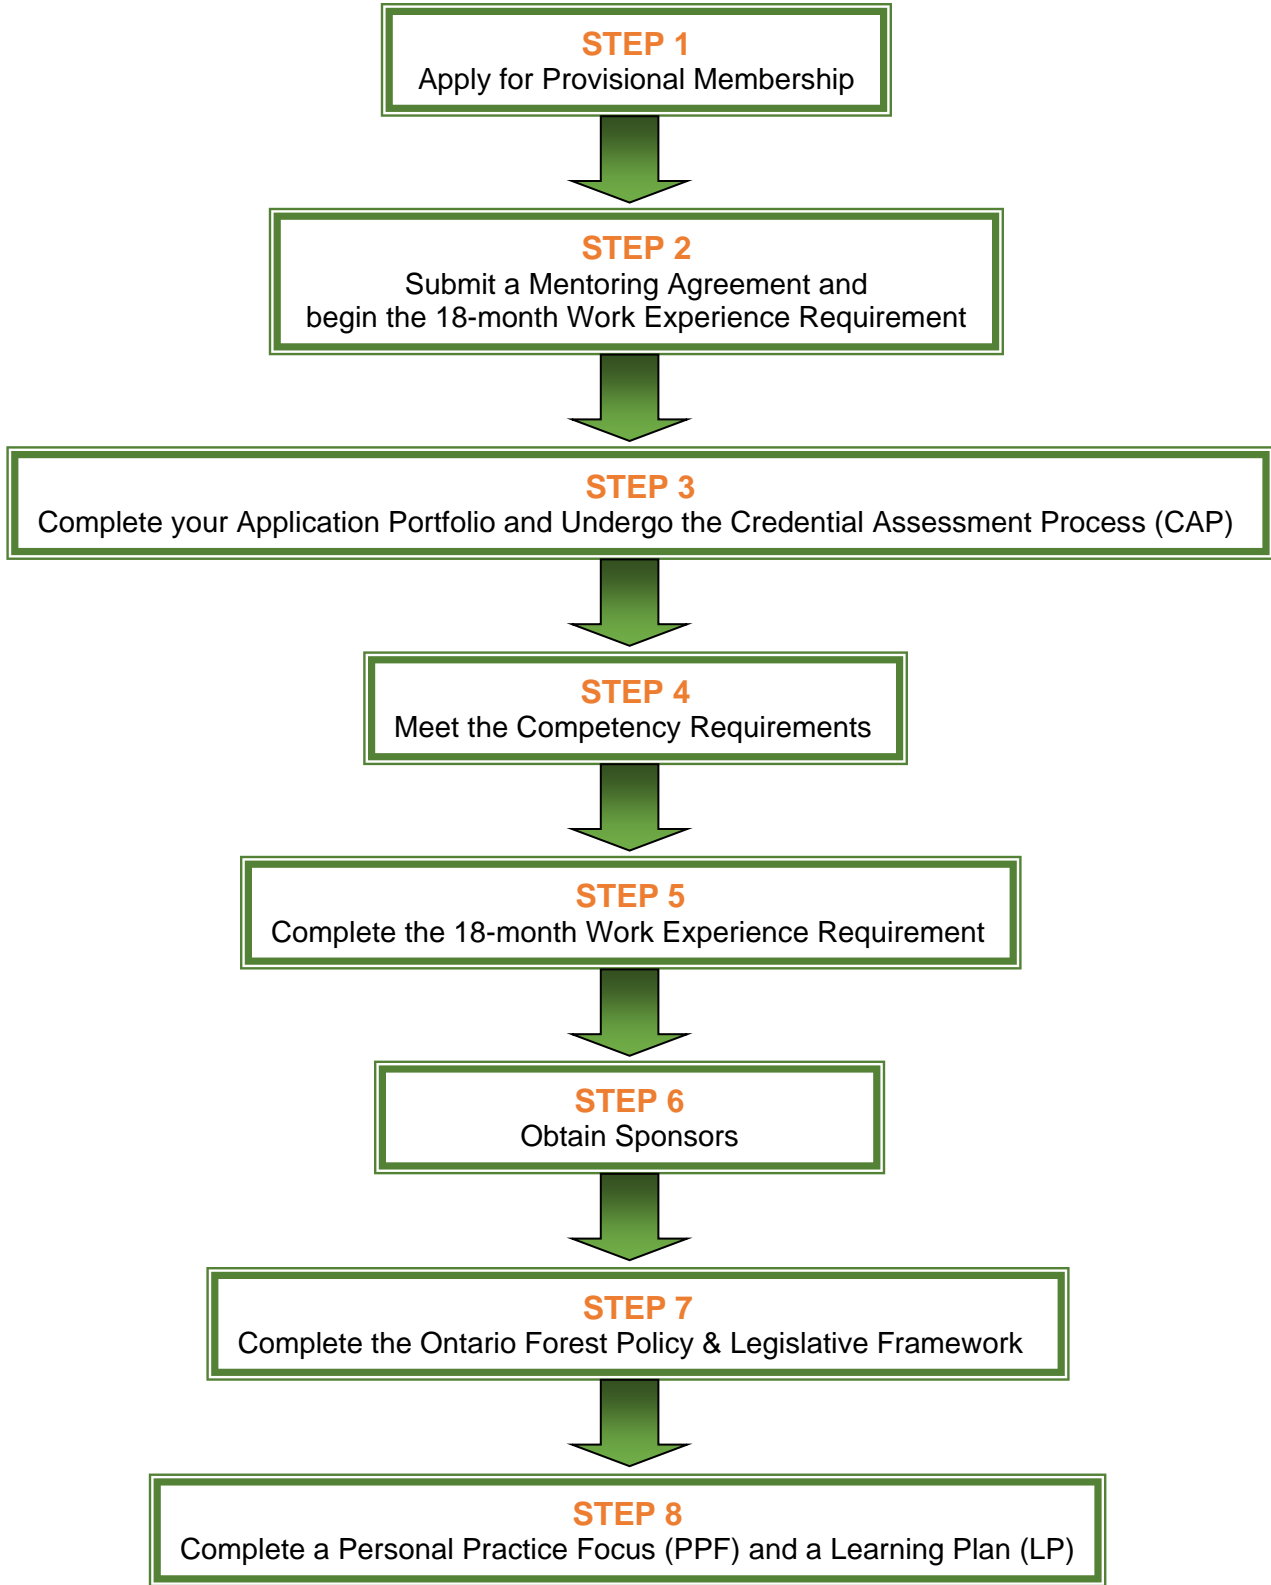 STEP 1
Apply for Provisional Membership
STEP 2
Submit a Mentoring Agreement and
begin the 18-month Work Experience Requirement
STEP 3
Complete your Application Portfolio and Undergo the Credential Assessment Process (CAP)
STEP 4
Meet the Competency Requirements
STEP 5
Complete the 18-month Work Experience Requirement
STEP 6
Obtain Sponsors
STEP 7
Complete the Ontario Forest Policy & Legislative Framework
STEP 8
Complete a Personal Practice Focus (PPF) and a Learning Plan (LP)